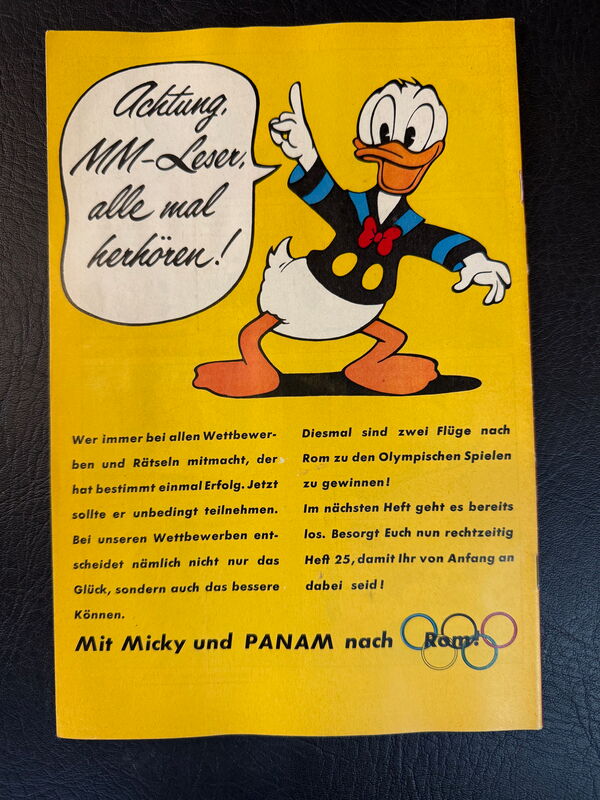 Achtung,
MM-Leser,
alle mal
herhören!
Wer immer bei allen Wettbewer-
ben und Rätseln mitmacht, der
hat bestimmt einmal Erfolg. Jetzt
sollte er unbedingt teilnehmen.
Bei unseren Wettbewerben ent-
scheidet nämlich nicht nur das
Glück, sondern auch das bessere
Können.
Diesmal sind zwei Flüge nach
Rom zu den Olympischen Spielen
zu gewinnen!
Im nächsten Heft geht es bereits
los. Besorgt Euch nun rechtzeitig
Heft 25, damit Ihr von Anfang an
dabei seid!
Mit Micky und PANAM nach Rom!